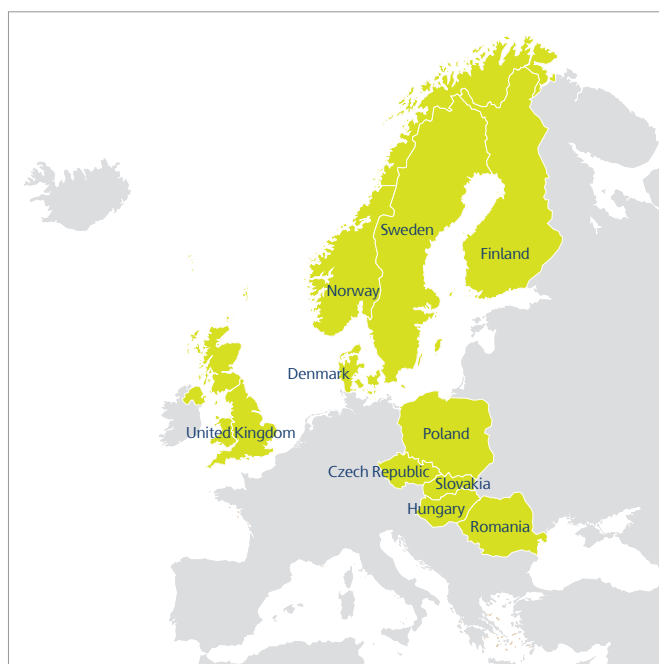 Sweden
Finland
Norway
Denmark
United Kingdom
Poland
Czech Republic
Slovakia
Hungary
Romania